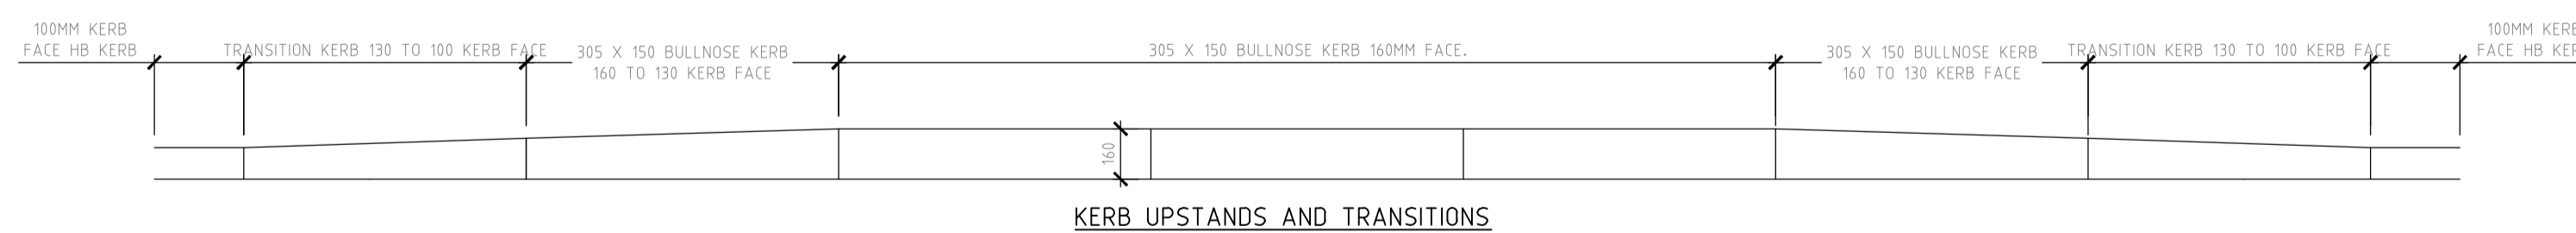 100MM KERB
FACE HB KERB
TRANSITION KERB 130 TO 100 KERB FACE
305 X 150 BULLNOSE KERB
160 TO 130 KERB FACE
305 X 150 BULLNOSE KERB 160MM FACE.
305 X 150 BULLNOSE KERB
160 TO 130 KERB FACE
TRANSITION KERB 130 TO 100 KERB FACE
100MM
FACE HB
160
KERB UPSTANDS AND TRANSITIONS